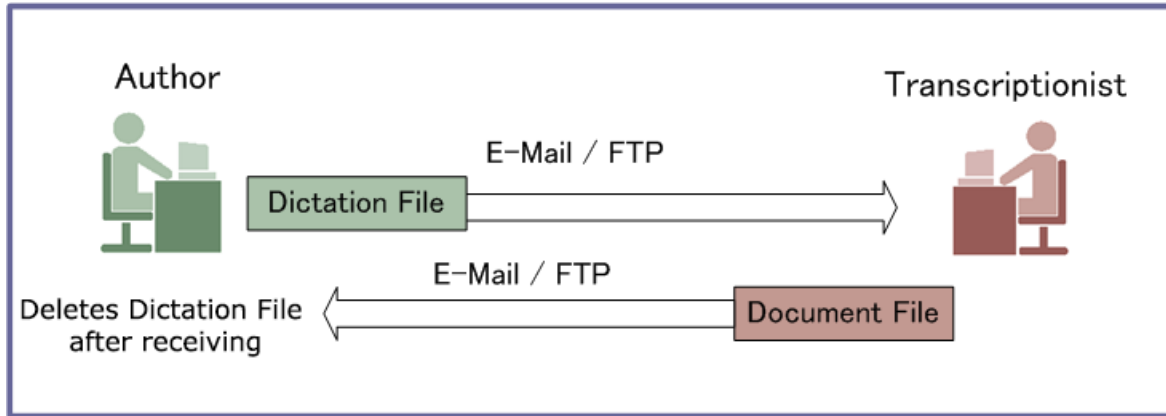 Author
Transcriptionist
E-Mail / FTP
Dictation File
E-Mail / FTP
Deletes Dictation File
after receiving
Document File